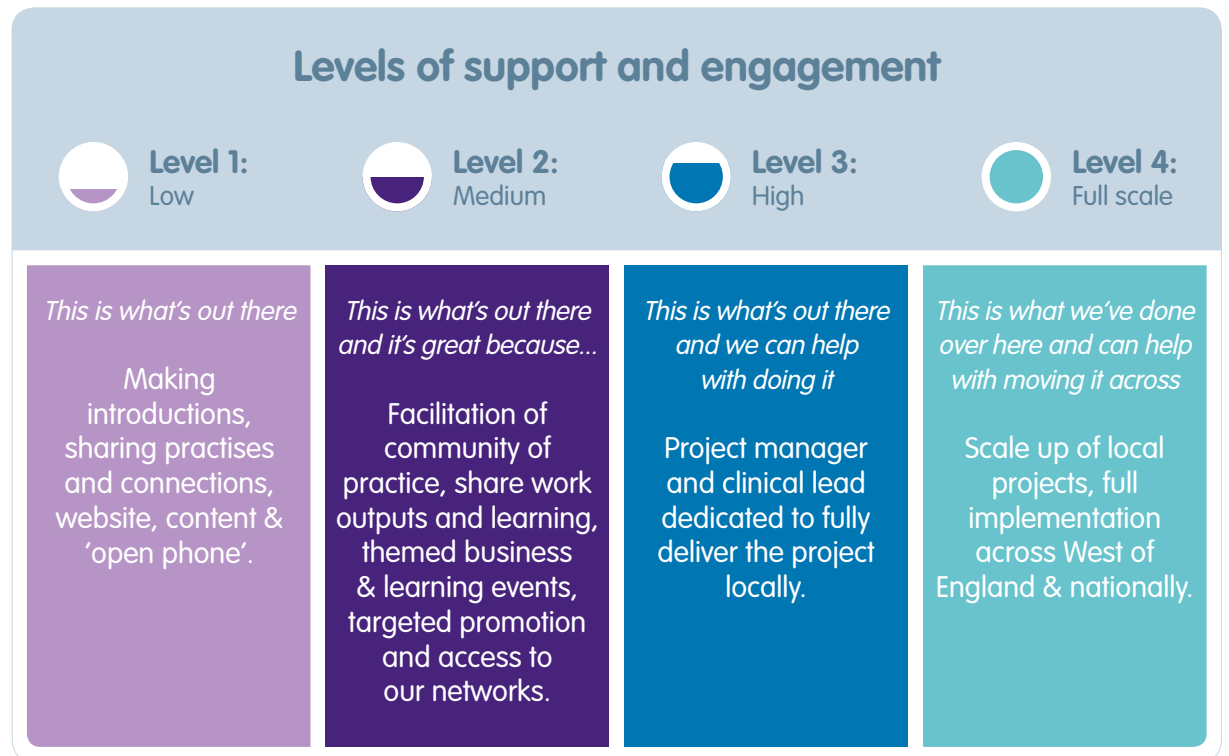 Levels of support and engagement
Level 1:
Low
Level 2:
Medium
Level 3:
High
Level 4:
Full scale
This is what's out there
Making
introductions,
sharing practises
and connections,
website, content &
'open phone'.
This is what's out there
and it's great because...
Facilitation of
community of
practice, share work
outputs and learning,
themed business
& learning events,
targeted promotion
and access to
our networks.
This is what's out there
and we can help
with doing it
Project manager
and clinical lead
dedicated to fully
deliver the project
locally.
This is what we've done
over here and can help
with moving it across
Scale up of local
projects, full
implementation
across West of
England & nationally.